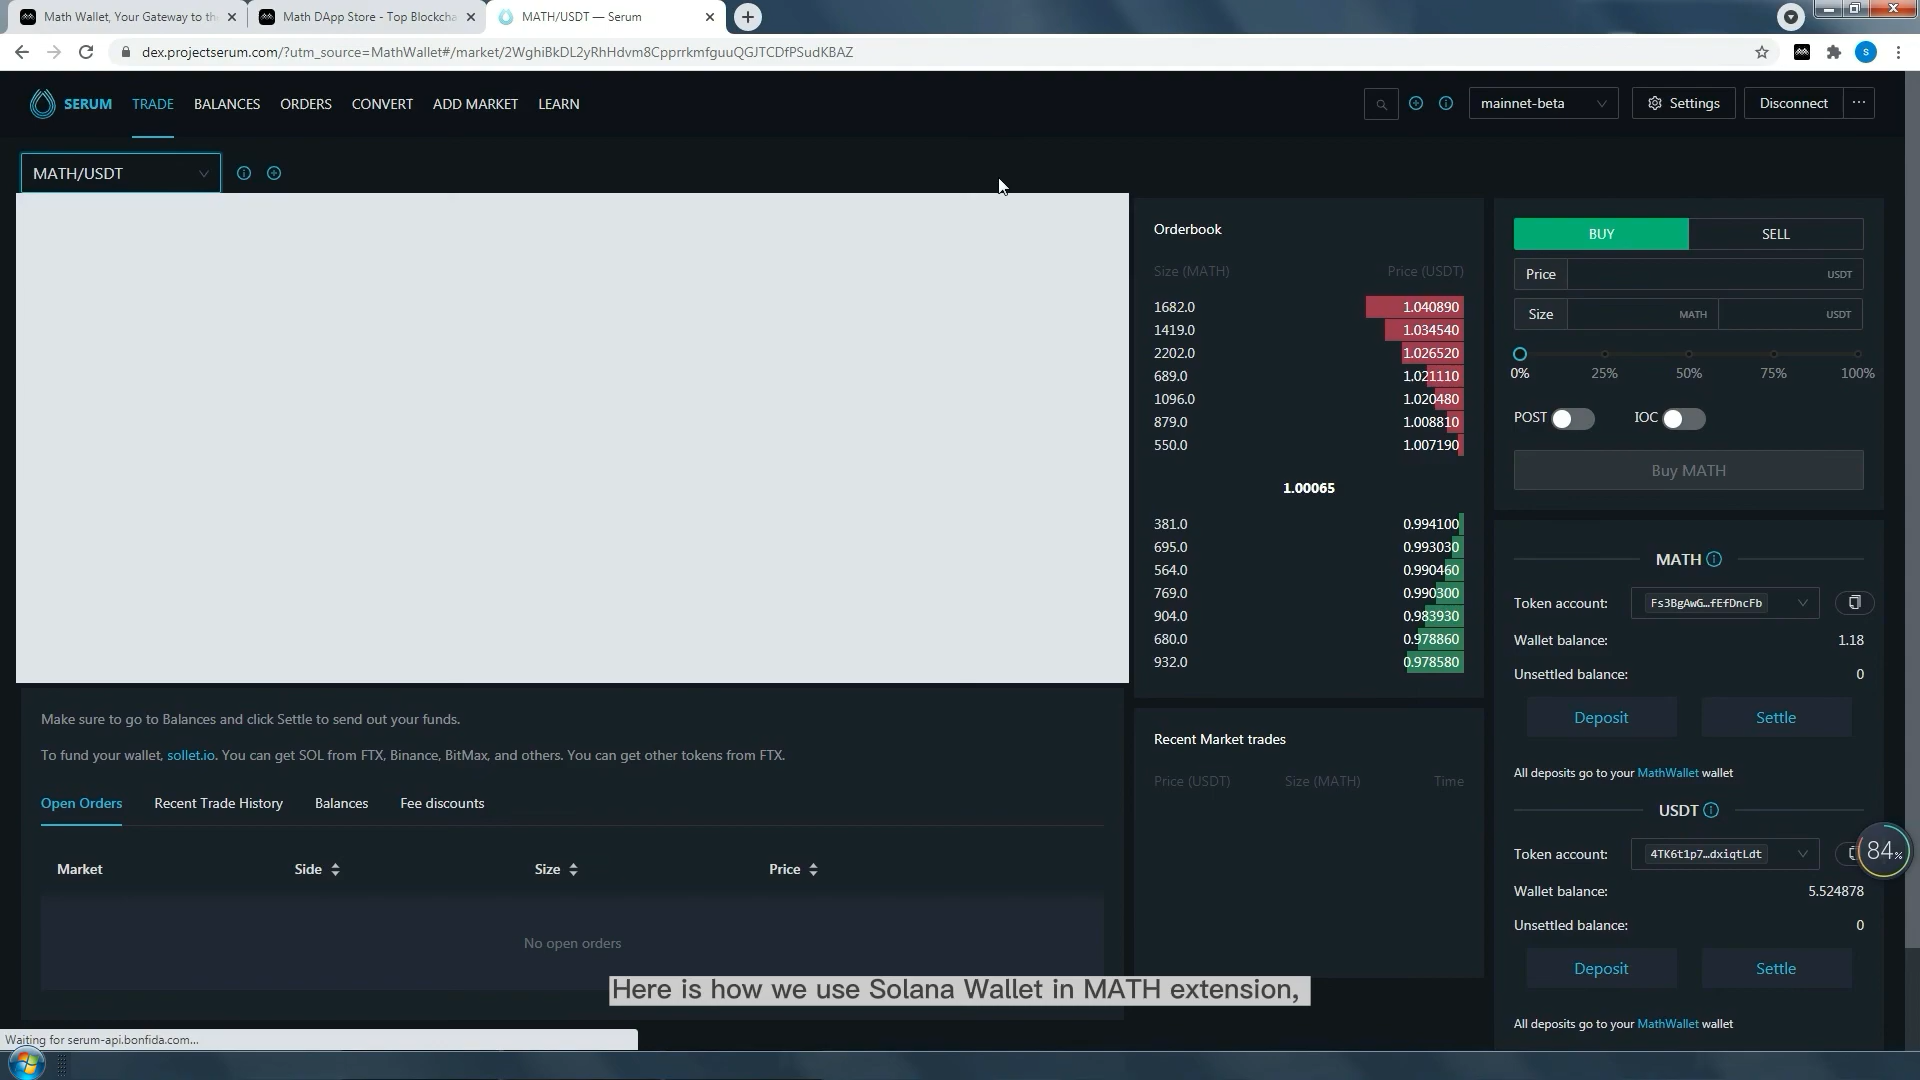 Math Wallet, Your Gateway to th
Math DApp Store - Top Blockcha
MATH/USDT — Serum
dex.projectserum.com/?utm_source=MathWallet#/market/2WghiBkDL2yRhHdvm8CpprrkmfguuQGJTCDfPSudKBAZ
S
SERUM TRADE BALANCES ORDERS CONVERT ADD MARKET LEARN
mainnet-beta
Settings
Disconnect
MATH/USDT
Orderbook
Size (MATH) Price (USDT)
1682.0 1.040890
1419.0 1.034540
2202.0 1.026520
689.0 1.021110
1096.0 1.020480
879.0 1.008810
550.0 1.007190
1.00065
381.0 0.994100
695.0 0.993030
564.0 0.990460
769.0 0.990300
904.0 0.983930
680.0 0.978860
932.0 0.978580
BUY SELL
Price USDT
Size MATH USDT
0% 25% 50% 75% 100%
POST IOC
Buy MATH
MATH
Token account: Fs3BgAwG…fEfDncFb
Wallet balance: 1.18
Unsettled balance: 0
Deposit Settle
All deposits go to your MathWallet wallet
USDT
Token account: 4TK6t1p7…dxiqtLdt
84%
Wallet balance: 5.524878
Unsettled balance: 0
Deposit Settle
All deposits go to your MathWallet wallet
Make sure to go to Balances and click Settle to send out your funds.
To fund your wallet, sollet.io. You can get SOL from FTX, Binance, BitMax, and others. You can get other tokens from FTX.
Open Orders Recent Trade History Balances Fee discounts
Market Side Size Price
No open orders
Recent Market trades
Price (USDT) Size (MATH) Time
Here is how we use Solana Wallet in MATH extension,
Waiting for serum-api.bonfida.com...